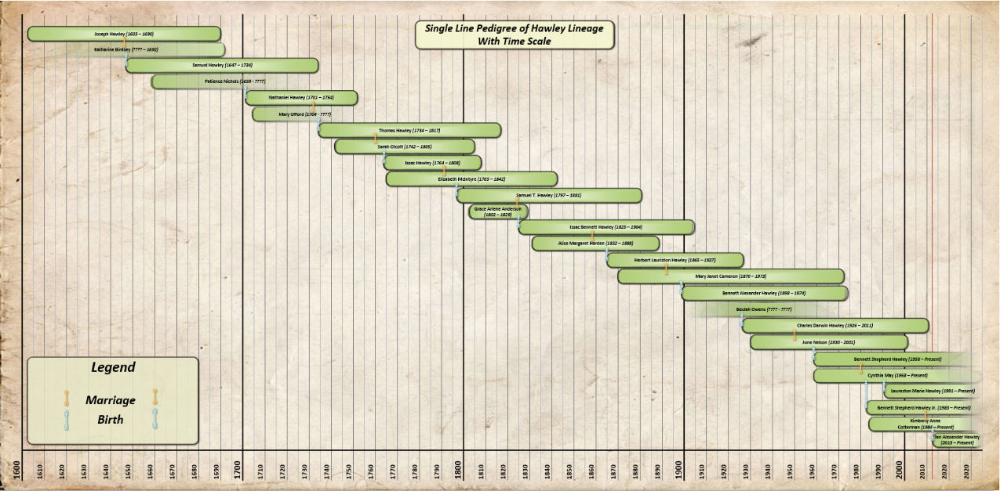 Single Line Pedigree of Hawley Lineage
With Time Scale
Joseph Hawley (1603 – 1690)
Katharine Birdsey (???? – 1692)
Samuel Hawley (1647 – 1734)
Patience Nichols (1659 - ????)
Nathaniel Hawley (1701 – 1754)
Mary Ufford (1704 - ????)
Thomas Hawley (1734 – 1817)
Sarah Olcott (1742 – 1805)
Issac Hawley (1764 – 1808)
Elizabeth McIntyre (1765 – 1842)
Samuel T. Hawley (1797 – 1881)
Grace Arlene Anderson
(1802 – 1829)
Issac Bennett Hawley (1825 – 1904)
Alice Margaret Harden (1832 – 1888)
Herbert Lauriston Hawley (1865 – 1927)
Mary Janet Cameron (1870 – 1973)
Bennett Alexander Hawley (1898 – 1974)
Beulah Owens (???? - ????)
Charles Darwin Hawley (1926 – 2011)
June Nelson (1930 - 2001)
Bennett Shepherd Hawley (1958 – Present)
Cynthia May (1958 – Present)
Laureston Marie Hawley (1991 – Present)
Bennett Shepherd Hawley Jr. (1983 – Present)
Kimberly Anne
Cotterman (1984 – Present)
Ian Alexander Hawley
(2013 – Present)
Legend
Marriage
Birth
1600 1610 1620 1630 1640 1650 1660 1670 1680 1690 1700 1710 1720 1730 1740 1750 1760 1770 1780 1790 1800 1810 1820 1830 1840 1850 1860 1870 1880 1890 1900 1910 1920 1930 1940 1950 1960 1970 1980 1990 2000 2010 2020 2020